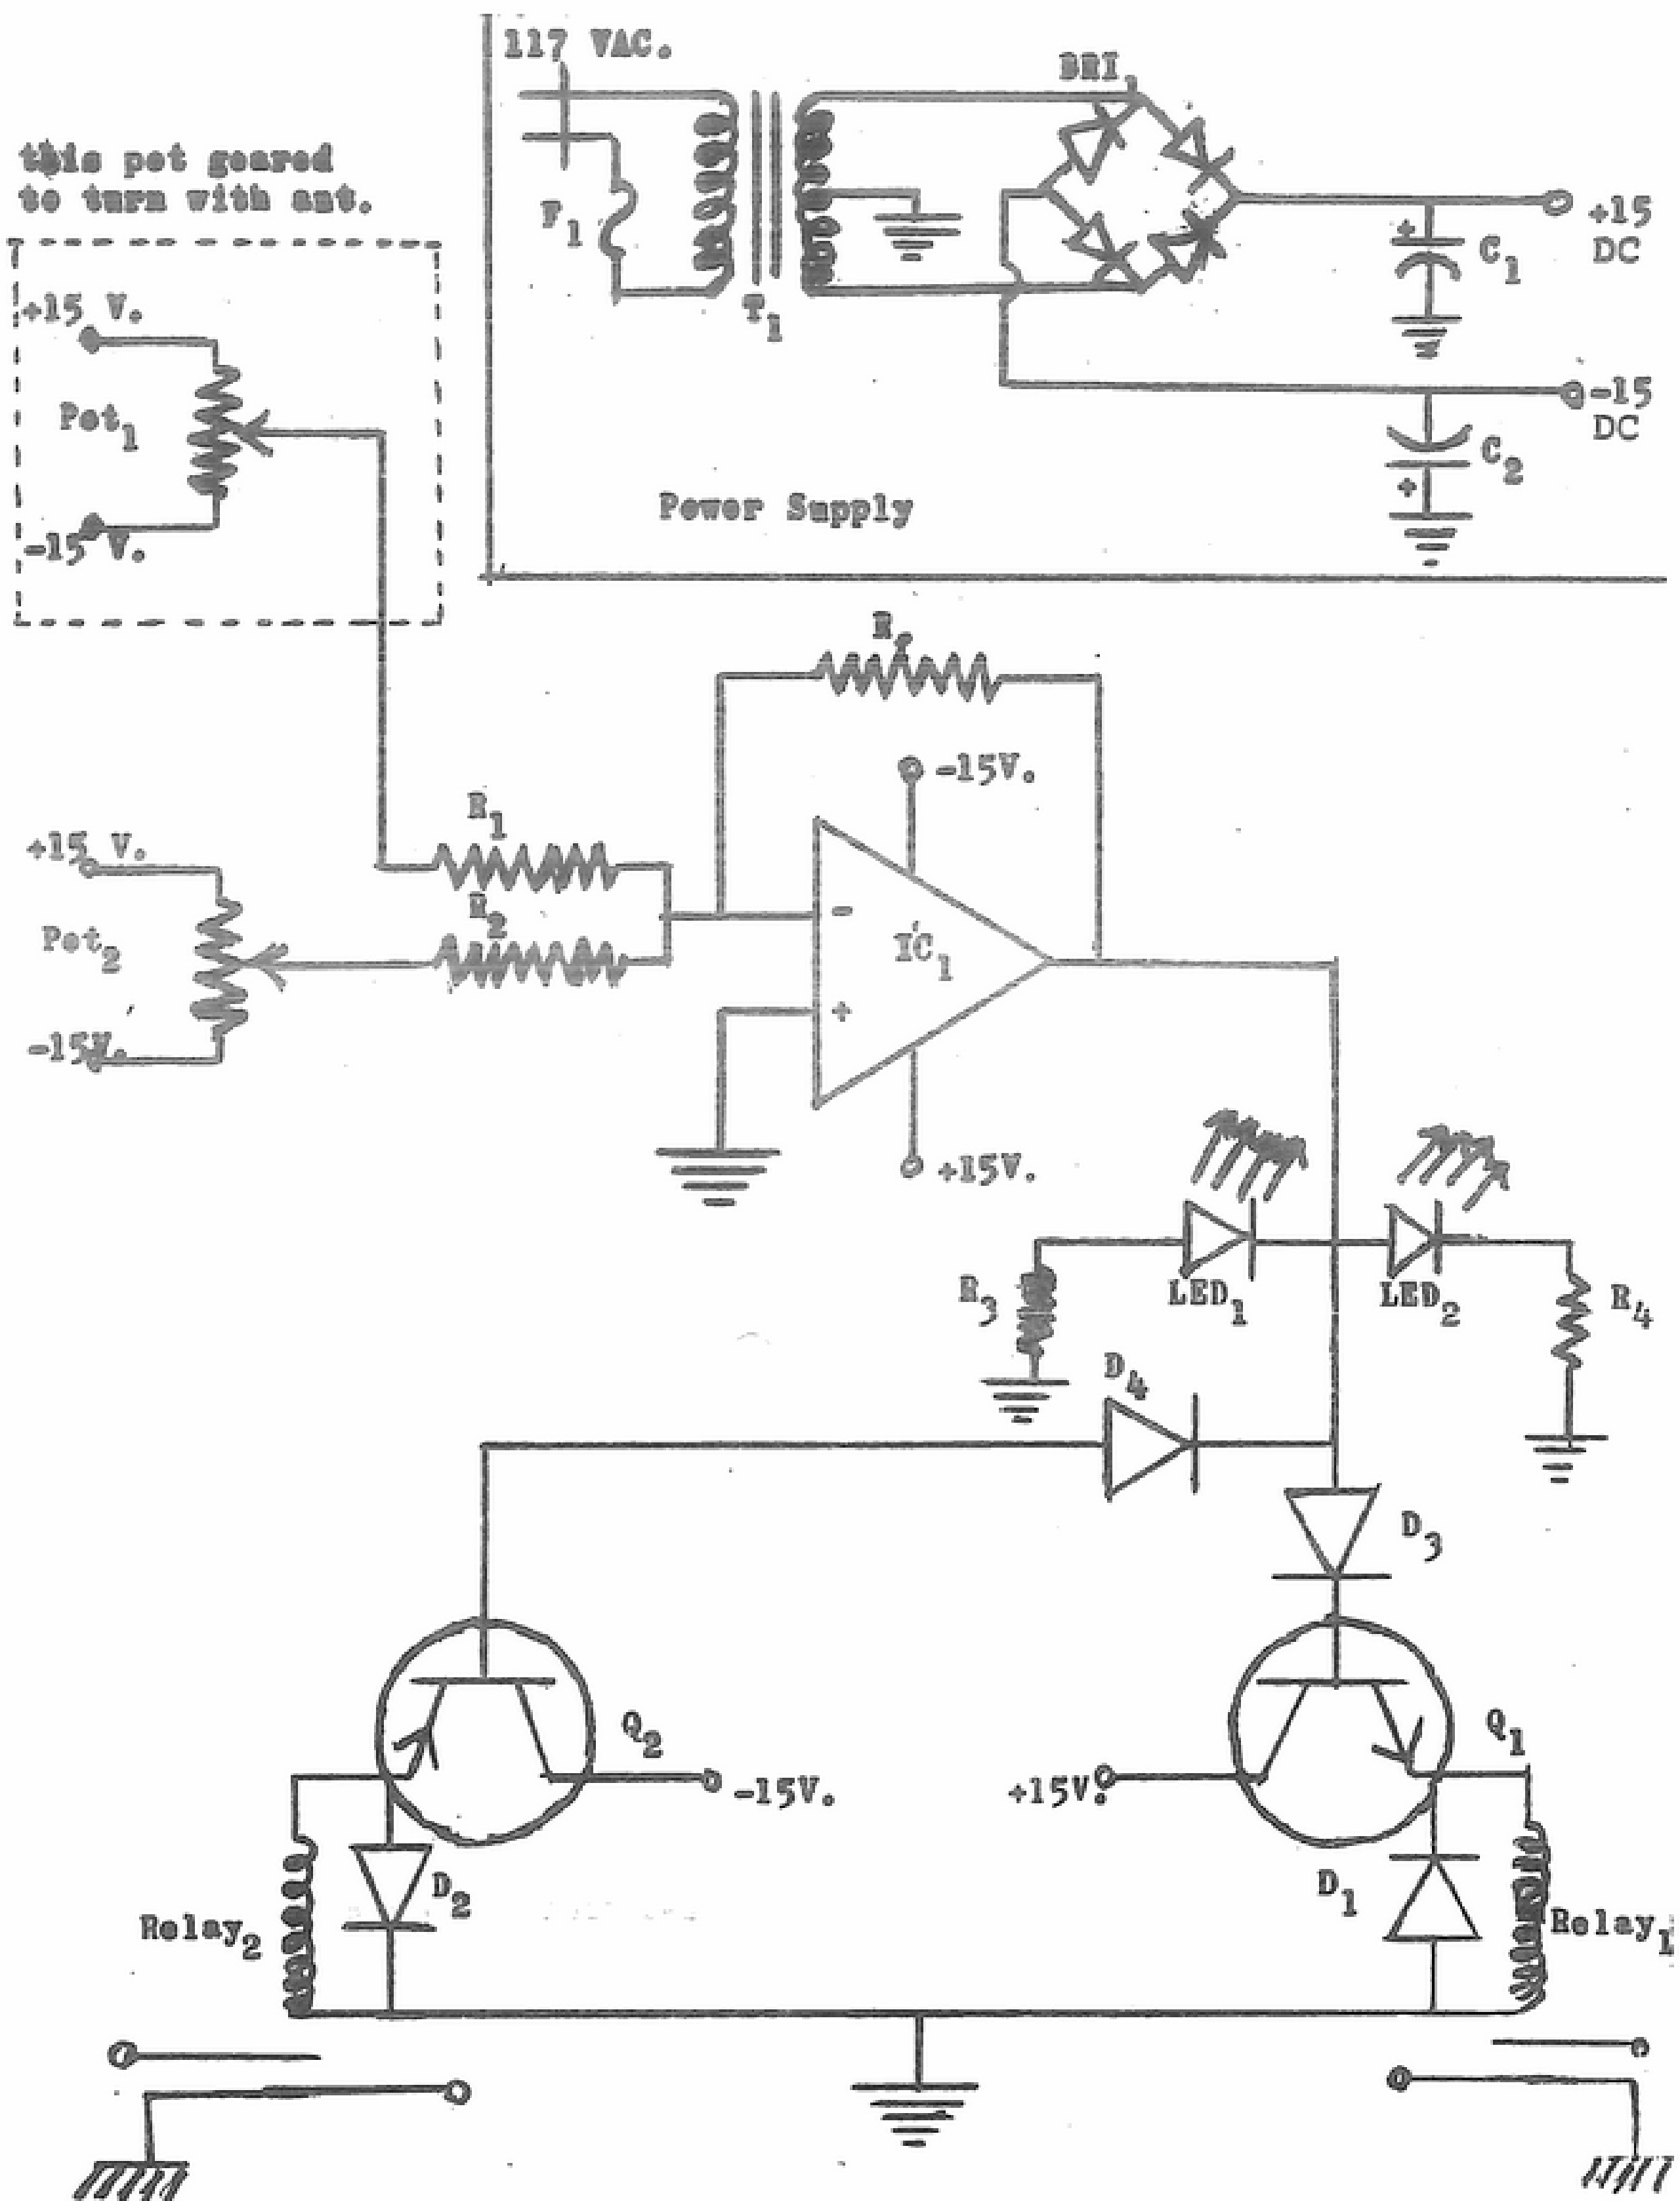 117 VAC.
BRI1
this pot geared
to turn with ant.
F1
+15
DC
C1
T1
+15 V.
-15
DC
Pot1
C2
Power Supply
-15 V.
-15V.
R1
+15 V.
-
R2
IC1
Pot2
+
-15V.
+15V.
LED1
LED2
R3
R4
D4
D3
Q2
Q1
-15V.
+15V.
D2
D1
Relay2
Relay1
+
+